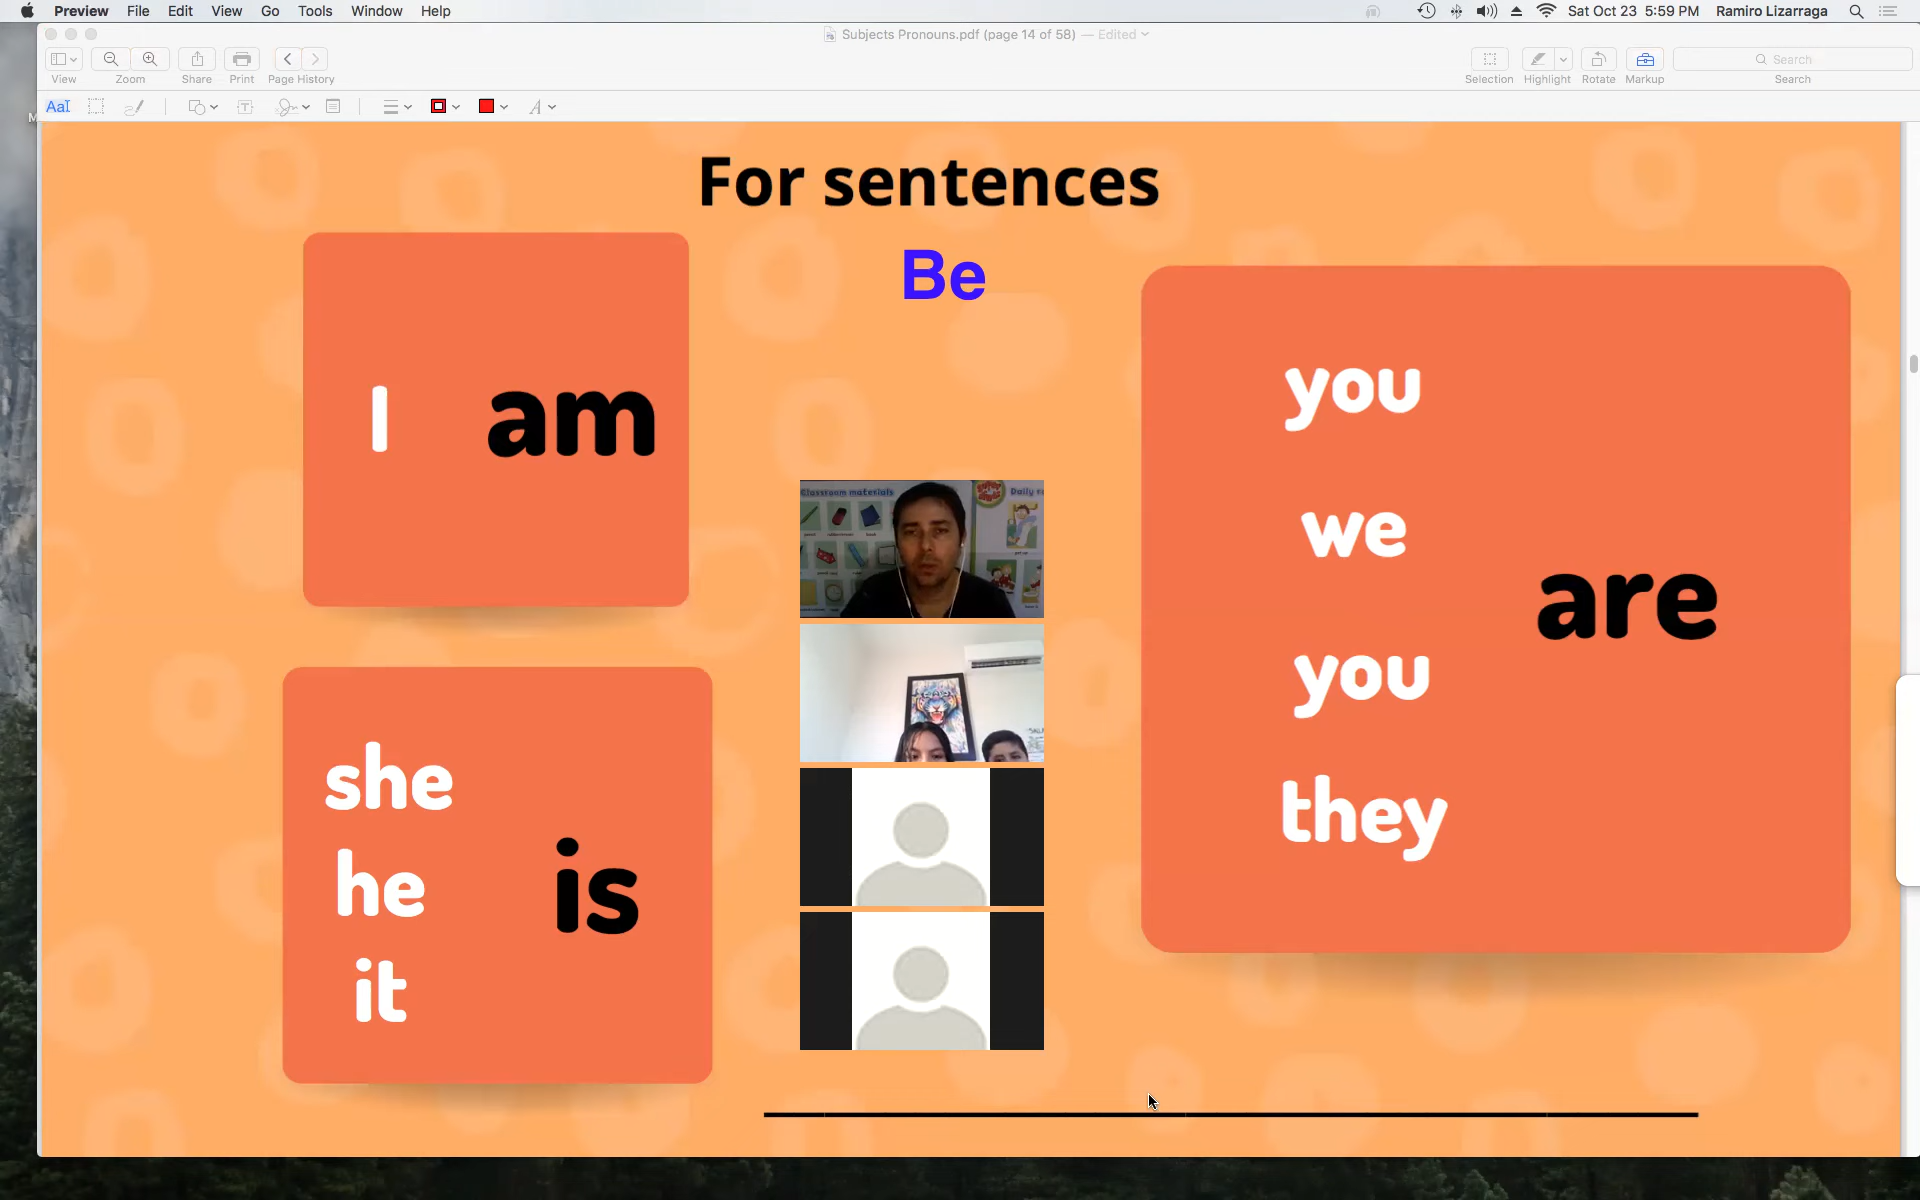 Preview File Edit View Go Tools Window Help
Sat Oct 23 5:59 PM Ramiro Lizarraga
Subjects Pronouns.pdf (page 14 of 58) — Edited
View
Zoom
Share
Print
Page History
Selection
Highlight
Rotate
Markup
Search
Search
AaI
A
For sentences
Be
I am
she
he
it
is
you
we
you
they
are
Classroom materials
Daily